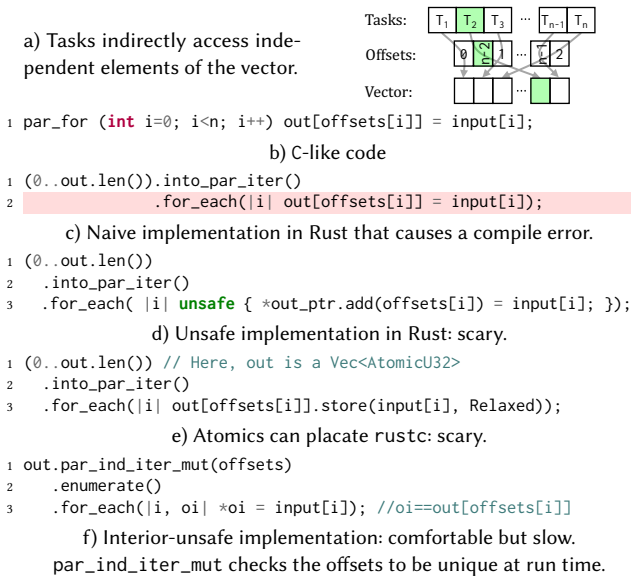 Tasks: T1 T2 T3 ... Tn−1 Tn
a) Tasks indirectly access inde-
pendent elements of the vector.
Offsets: 0 n-2 1 ... n-1 2
Vector: ...
1 par_for (int i=0; i<n; i++) out[offsets[i]] = input[i];
b) C-like code
1 (0..out.len()).into_par_iter()
2 .for_each(|i| out[offsets[i]] = input[i]);
c) Naive implementation in Rust that causes a compile error.
1 (0..out.len())
2 .into_par_iter()
3 .for_each( |i| unsafe { *out_ptr.add(offsets[i]) = input[i]; });
d) Unsafe implementation in Rust: scary.
1 (0..out.len()) // Here, out is a Vec<AtomicU32>
2 .into_par_iter()
3 .for_each(|i| out[offsets[i]].store(input[i], Relaxed));
e) Atomics can placate rustc: scary.
1 out.par_ind_iter_mut(offsets)
2 .enumerate()
3 .for_each(|i, oi| *oi = input[i]); //oi==out[offsets[i]]
f) Interior-unsafe implementation: comfortable but slow.
par_ind_iter_mut checks the offsets to be unique at run time.